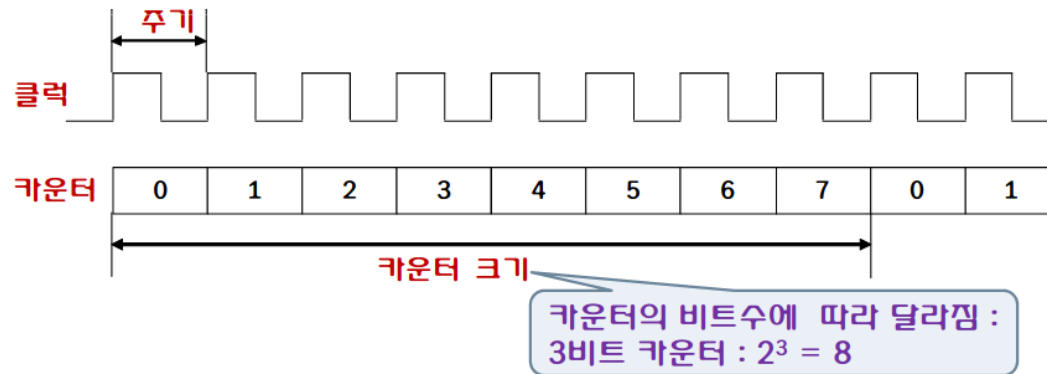 주기
클럭
카운터 0 1 2 3 4 5 6 7 0 1
카운터 크기
카운터의 비트수에 따라 달라짐 :
3비트 카운터 : 2³ = 8